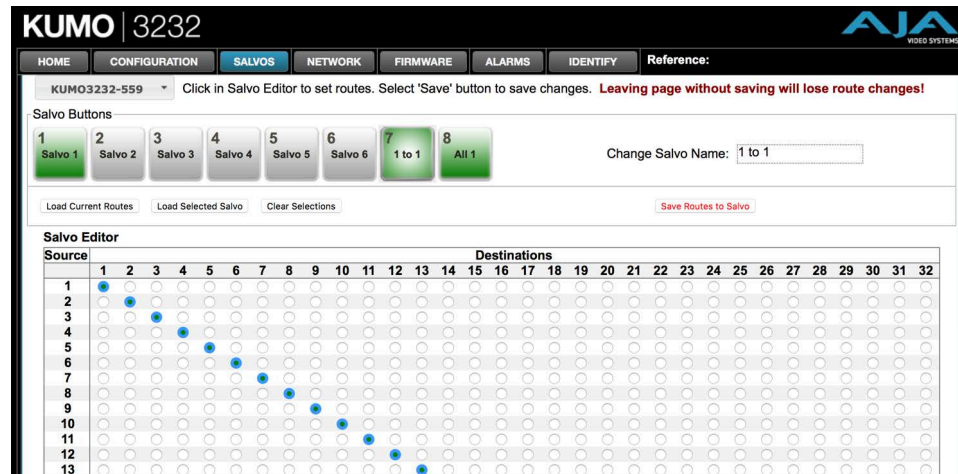 KUMO | 3232
AJA
VIDEO SYSTEMS
HOME CONFIGURATION SALVOS NETWORK FIRMWARE ALARMS IDENTIFY Reference:
KUMO3232-559 Click in Salvo Editor to set routes. Select 'Save' button to save changes. Leaving page without saving will lose route changes!
Salvo Buttons
1 2 3 4 5 6 7 8
Salvo 1 Salvo 2 Salvo 3 Salvo 4 Salvo 5 Salvo 6 1 to 1 All 1 Change Salvo Name: 1 to 1
Load Current Routes Load Selected Salvo Clear Selections Save Routes to Salvo
Salvo Editor
Source Destinations
1 2 3 4 5 6 7 8 9 10 11 12 13 14 15 16 17 18 19 20 21 22 23 24 25 26 27 28 29 30 31 32
1
2
3
4
5
6
7
8
9
10
11
12
13